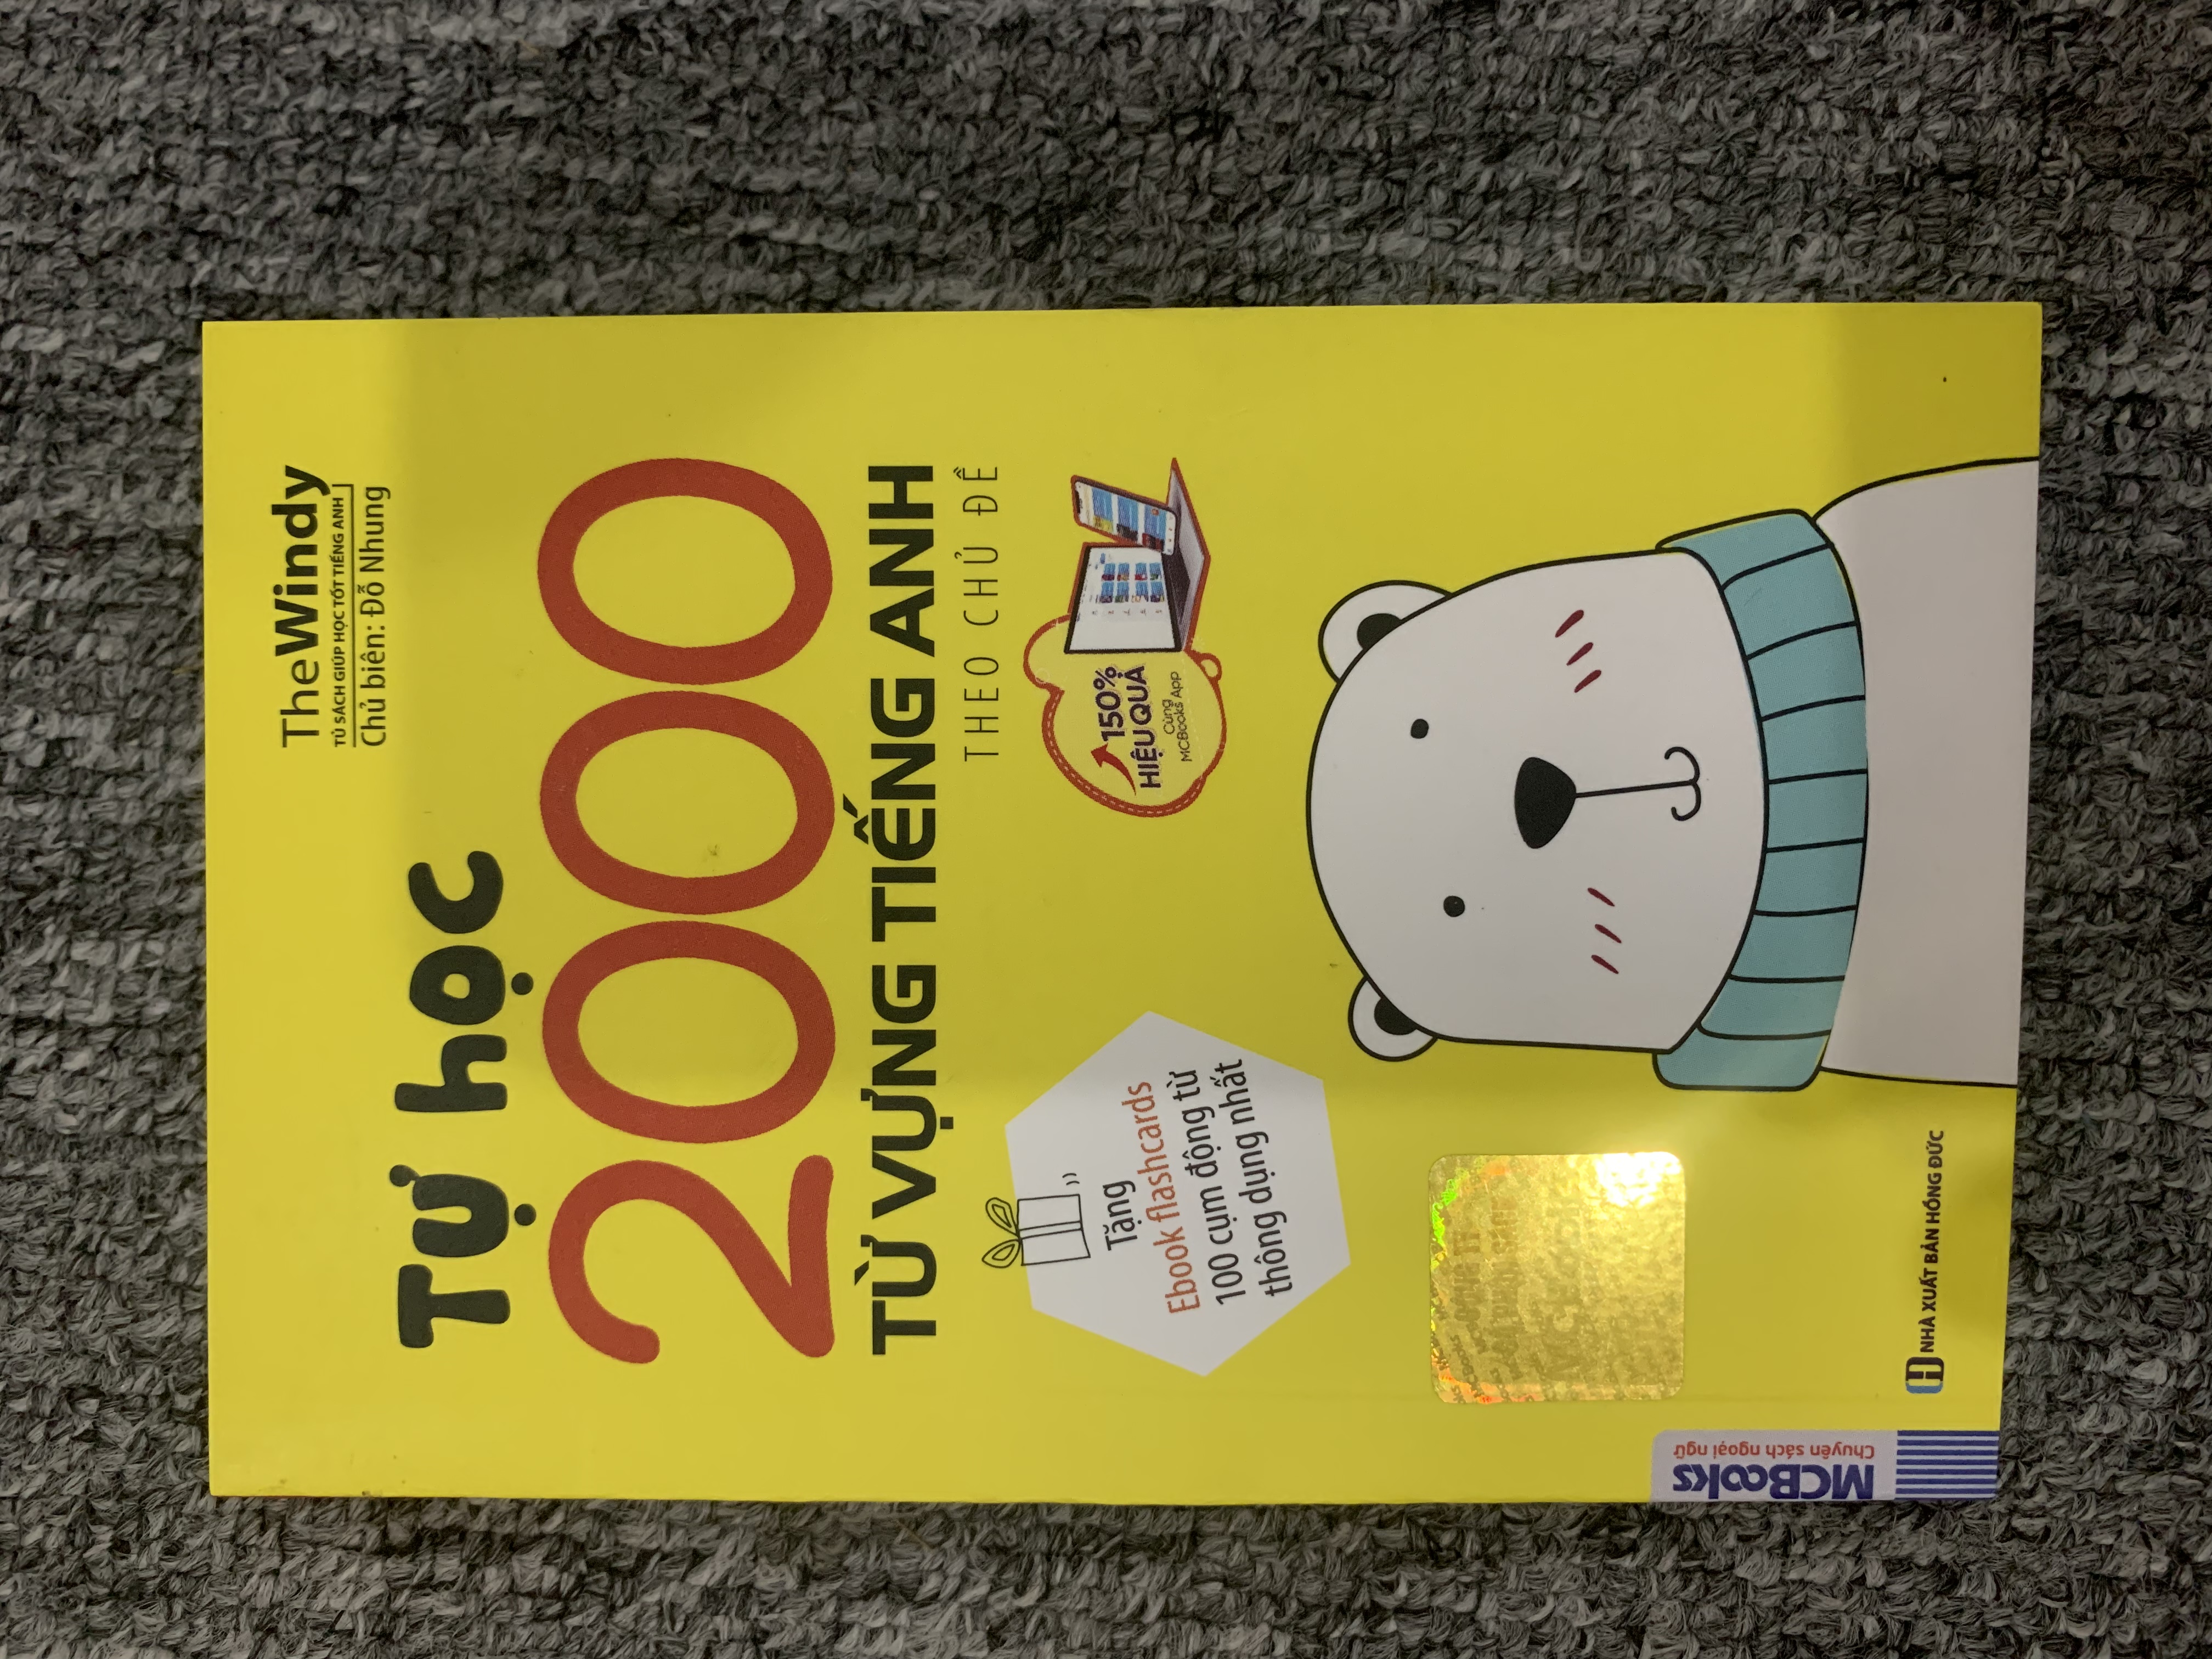 TheWindy
TỦ SÁCH GIÚP HỌC TỐT TIẾNG ANH
Chủ biên: Đỗ Nhung
Tự học
2000
TỪ VỰNG TIẾNG ANH
THEO CHỦ ĐỀ
150%
HIỆU QUẢ
Cùng
MCBooks App
Tặng
Ebook flashcards
100 cụm động từ
thông dụng nhất
NHÀ XUẤT BẢN HỒNG ĐỨC
MCBooks
Chuyên sách ngoại ngữ